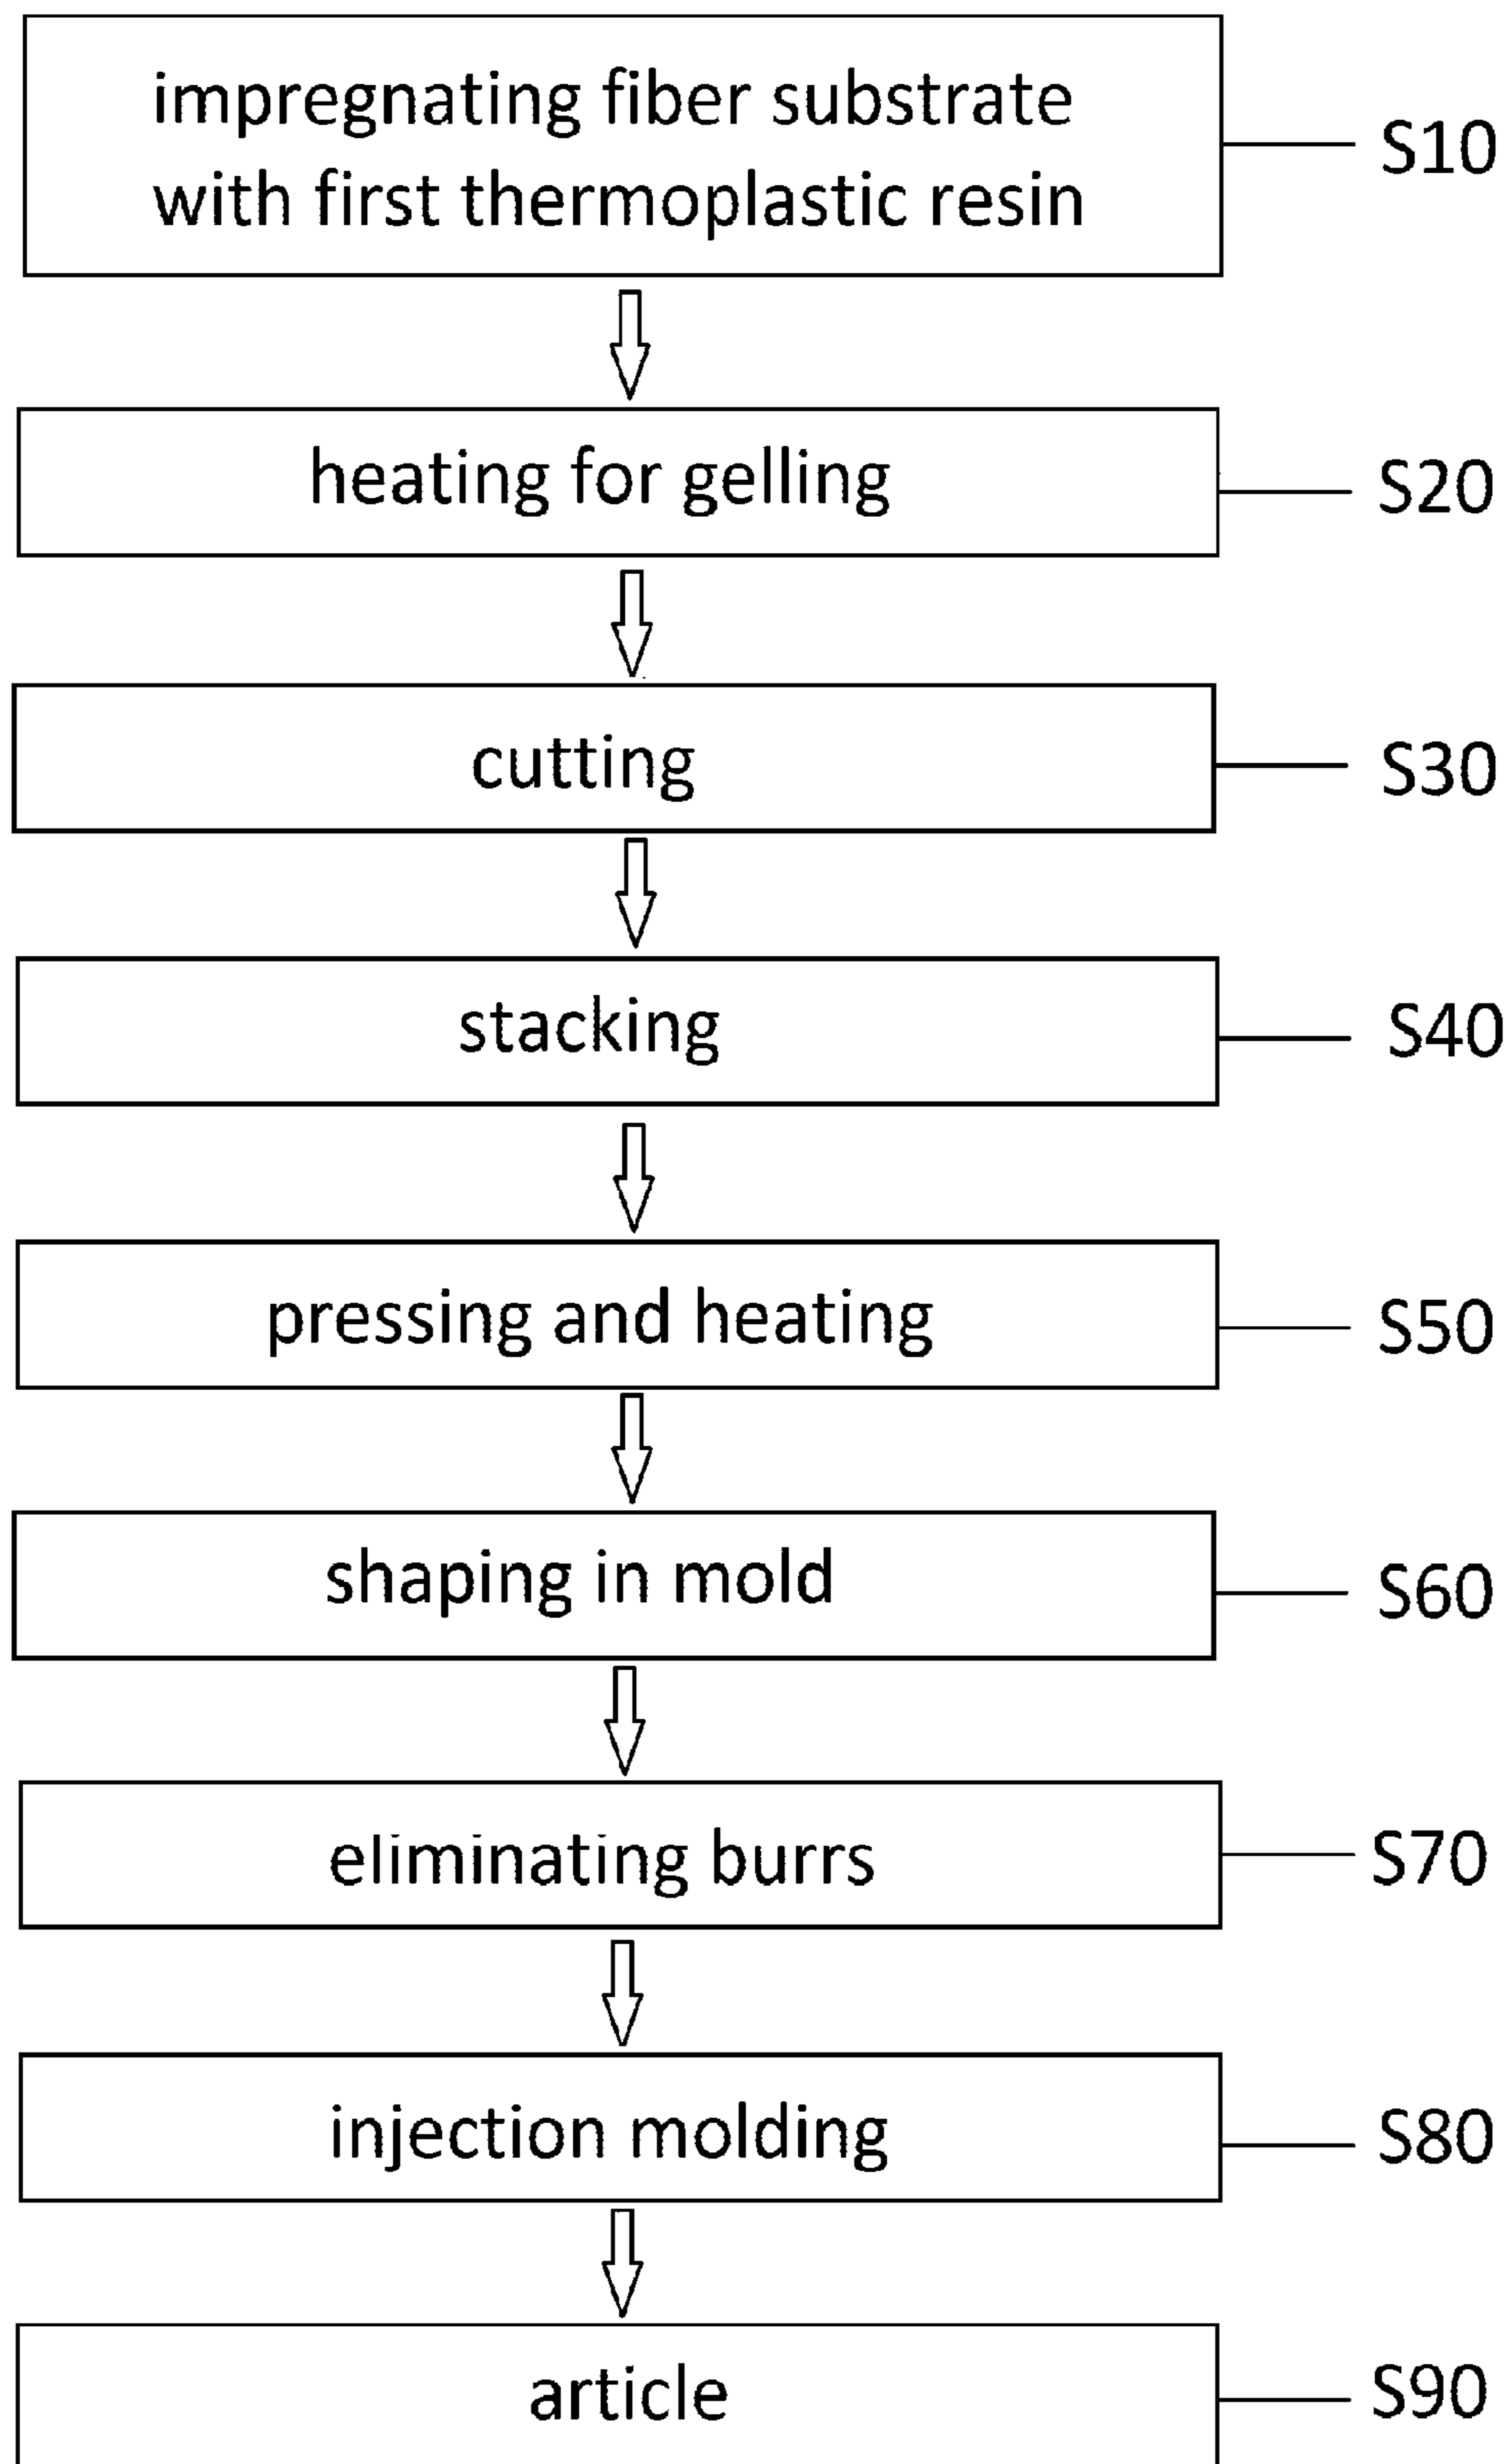 impregnating fiber substrate
with first thermoplastic resin
S10
heating for gelling
S20
cutting
S30
stacking
S40
pressing and heating
S50
shaping in mold
S60
eliminating burrs
S70
injection molding
S80
article
S90